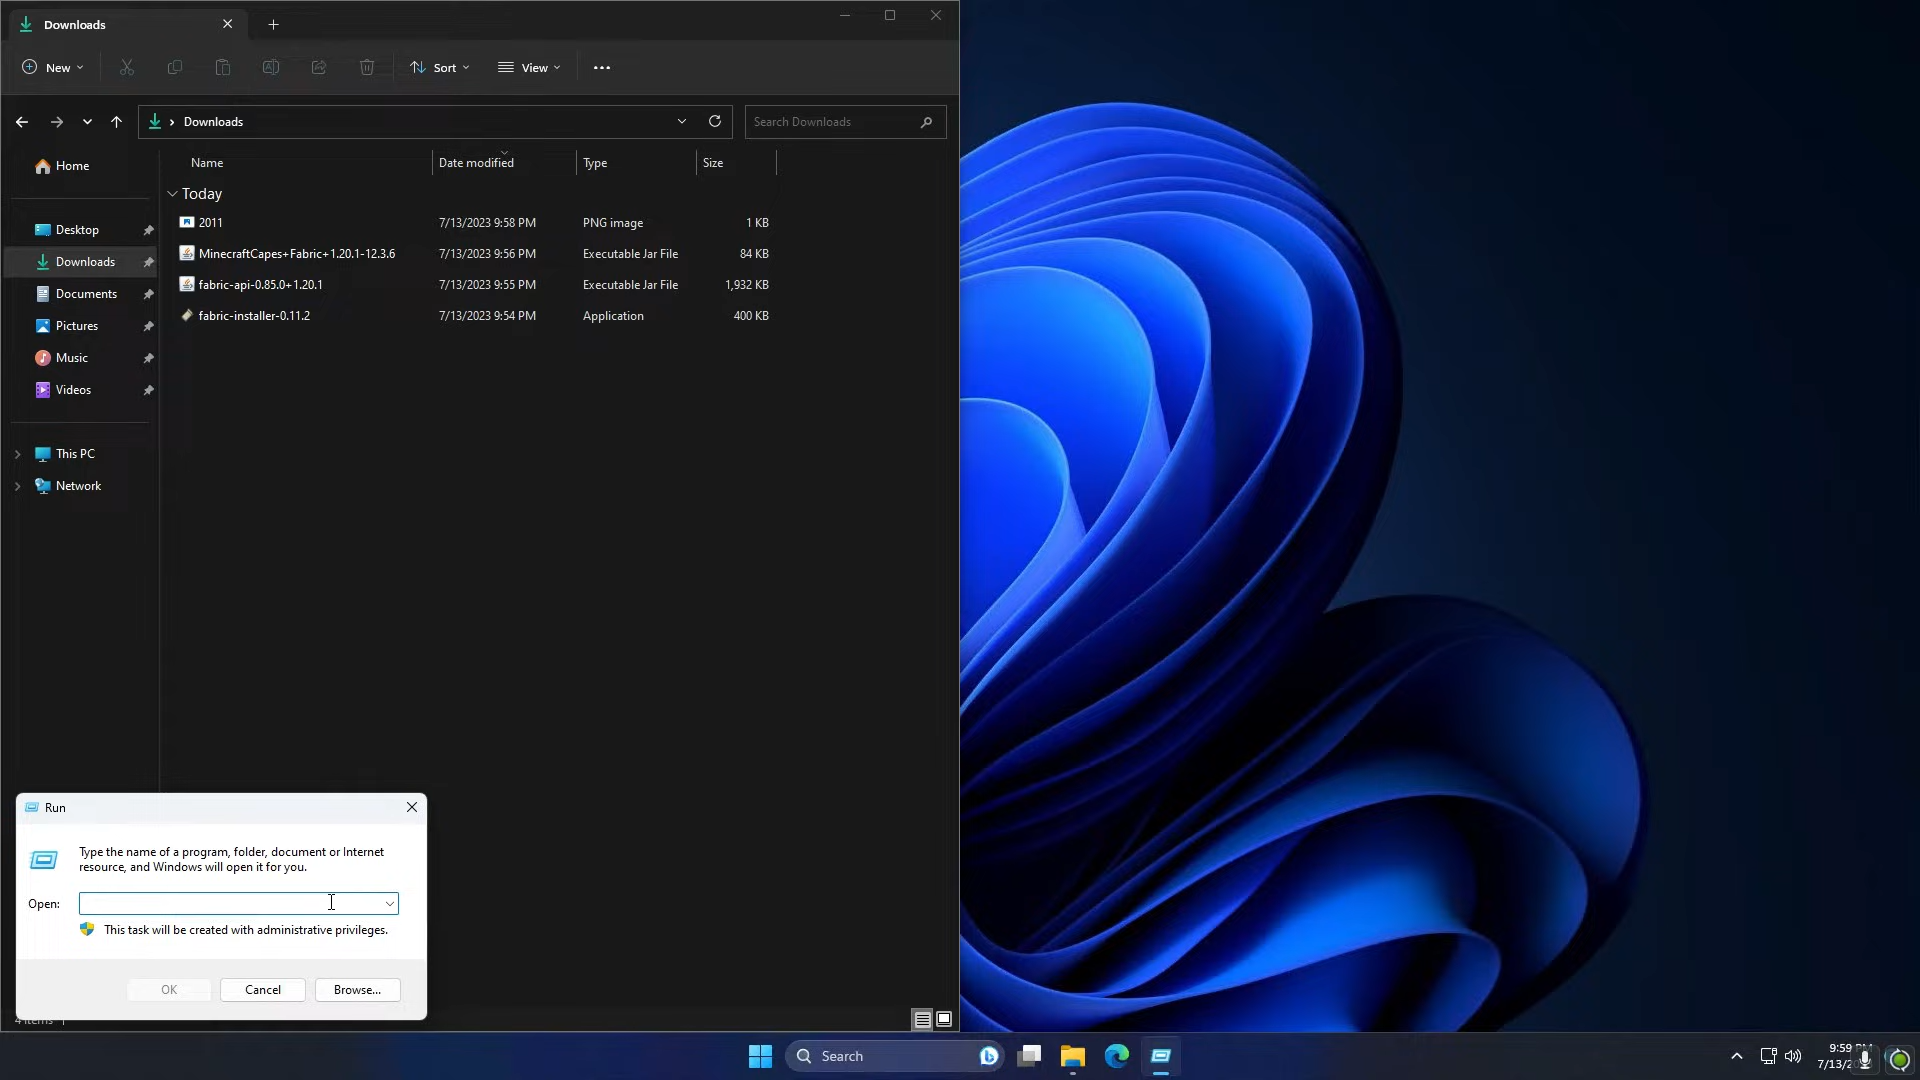 Downloads
New
Sort
View
Downloads
Search Downloads
Home
Desktop
Downloads
Documents
Pictures
Music
Videos
This PC
Network
Name Date modified Type Size
Today
2011 7/13/2023 9:58 PM PNG image 1 KB
MinecraftCapes+Fabric+1.20.1-12.3.6 7/13/2023 9:56 PM Executable Jar File 84 KB
fabric-api-0.85.0+1.20.1 7/13/2023 9:55 PM Executable Jar File 1,932 KB
fabric-installer-0.11.2 7/13/2023 9:54 PM Application 400 KB
Run
Type the name of a program, folder, document or Internet
resource, and Windows will open it for you.
Open:
This task will be created with administrative privileges.
OK Cancel Browse...
4 items
Search
9:59 PM
7/13/2